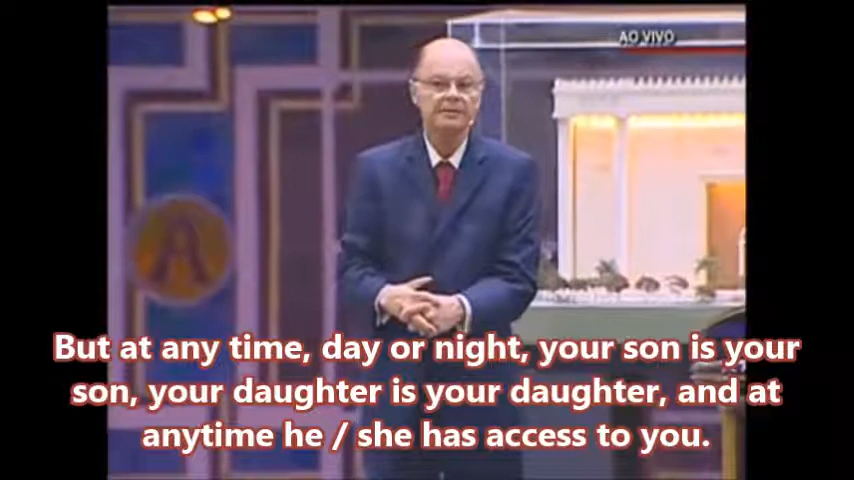 AO VIVO
A
But at any time, day or night, your son is your
son, your daughter is your daughter, and at
anytime he / she has access to you.